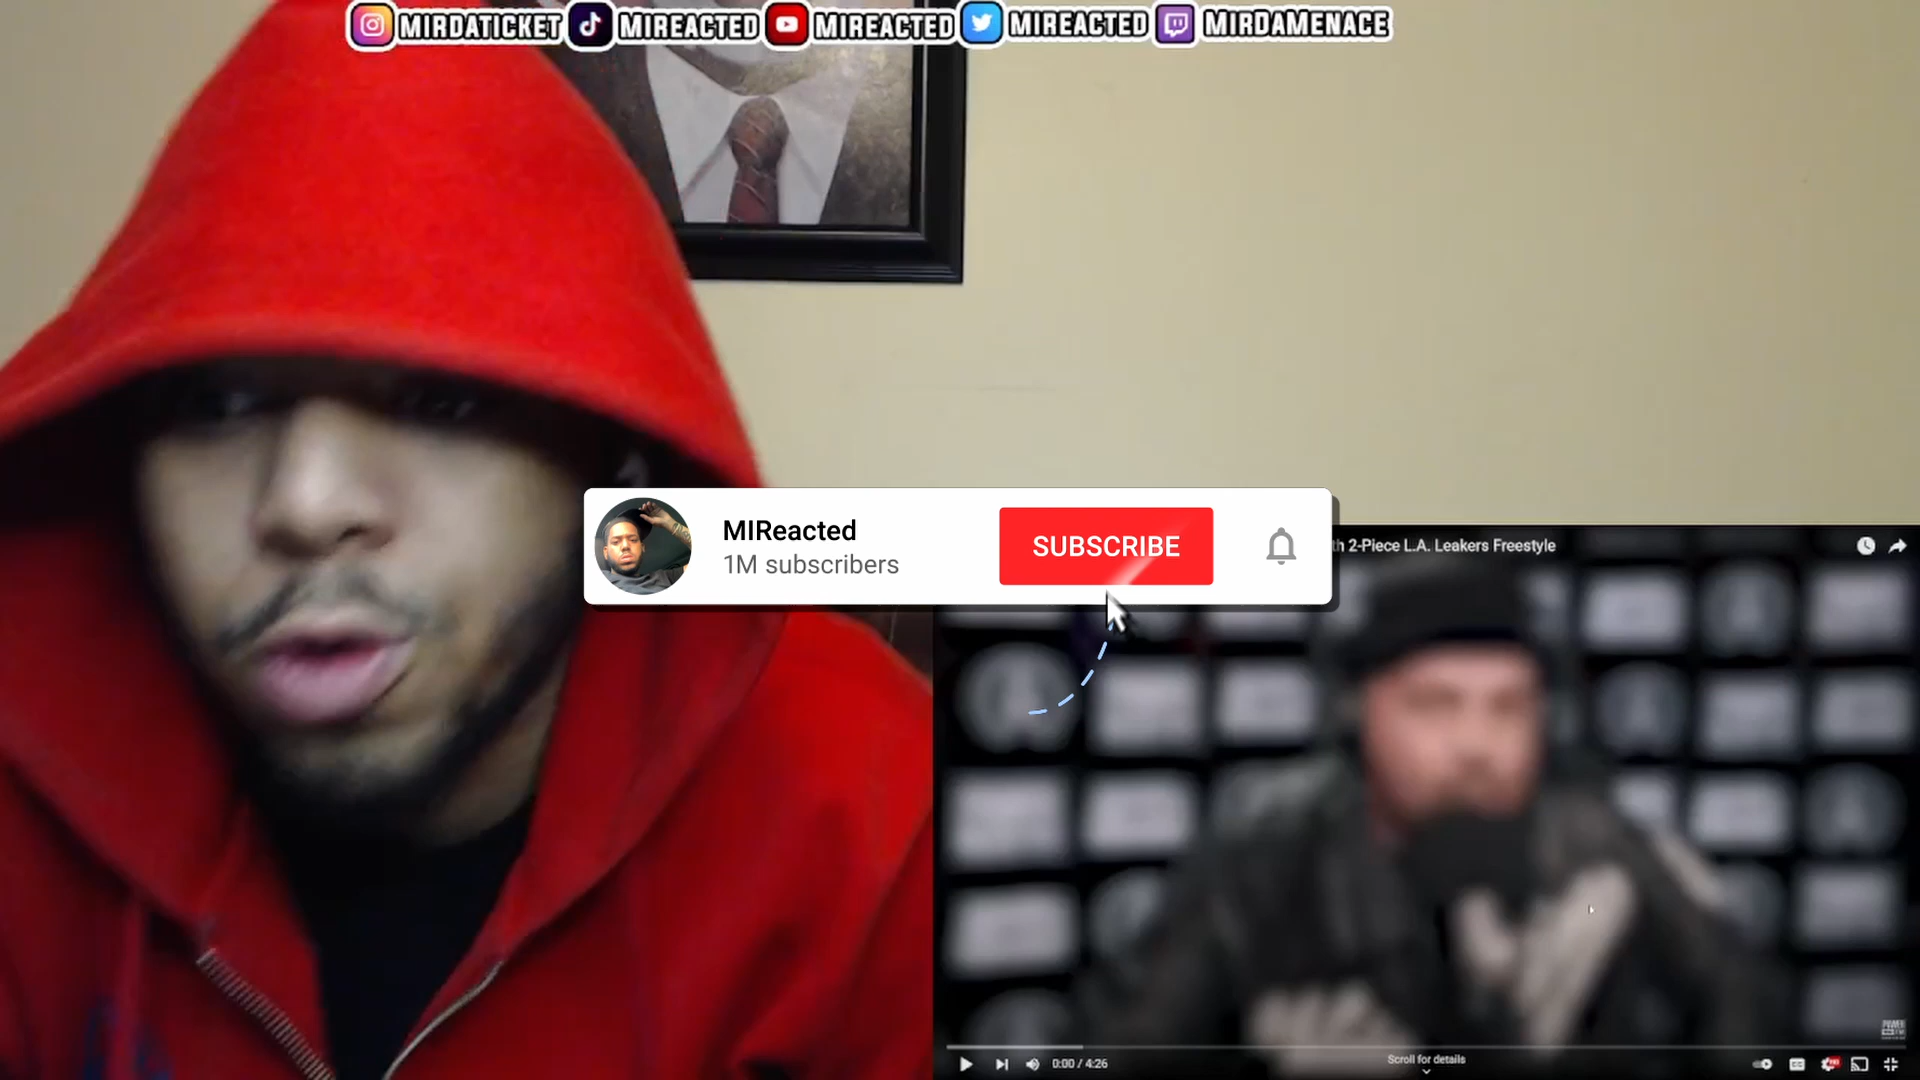 MIRDATICKET MIREACTED MIREACTED MIREACTED MIRDAMENACE
MIReacted
1M subscribers
SUBSCRIBE
th 2-Piece L.A. Leakers Freestyle
0:00 / 4:26
Scroll for details